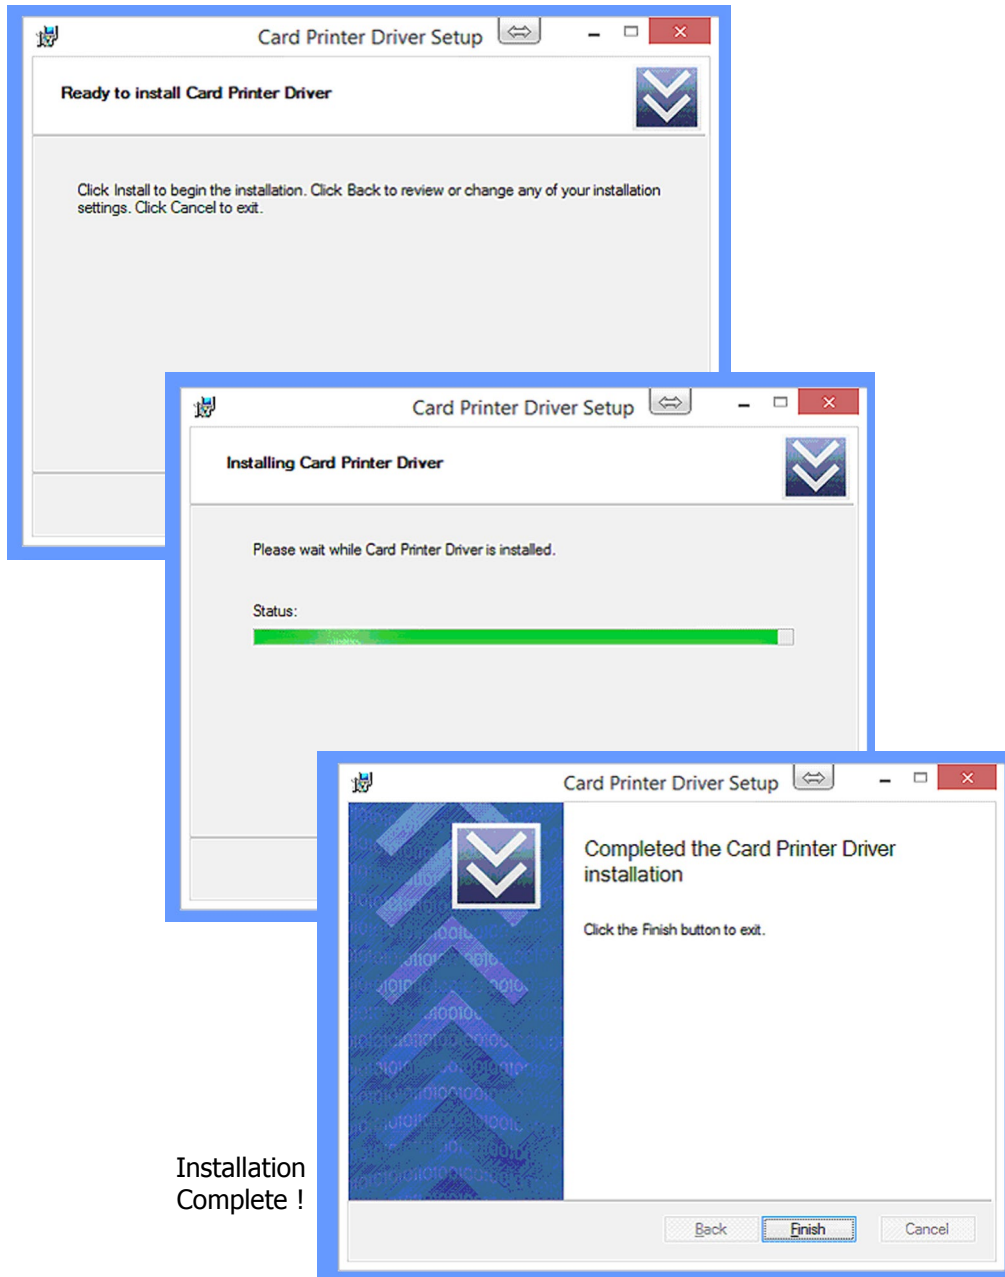 Card Printer Driver Setup
Ready to install Card Printer Driver
Click Install to begin the installation. Click Back to review or change any of your installation
settings. Click Cancel to exit.
Card Printer Driver Setup
Installing Card Printer Driver
Please wait while Card Printer Driver is installed.
Status:
Card Printer Driver Setup
Completed the Card Printer Driver
installation
Click the Finish button to exit.
Installation
Complete !
Back Finish Cancel